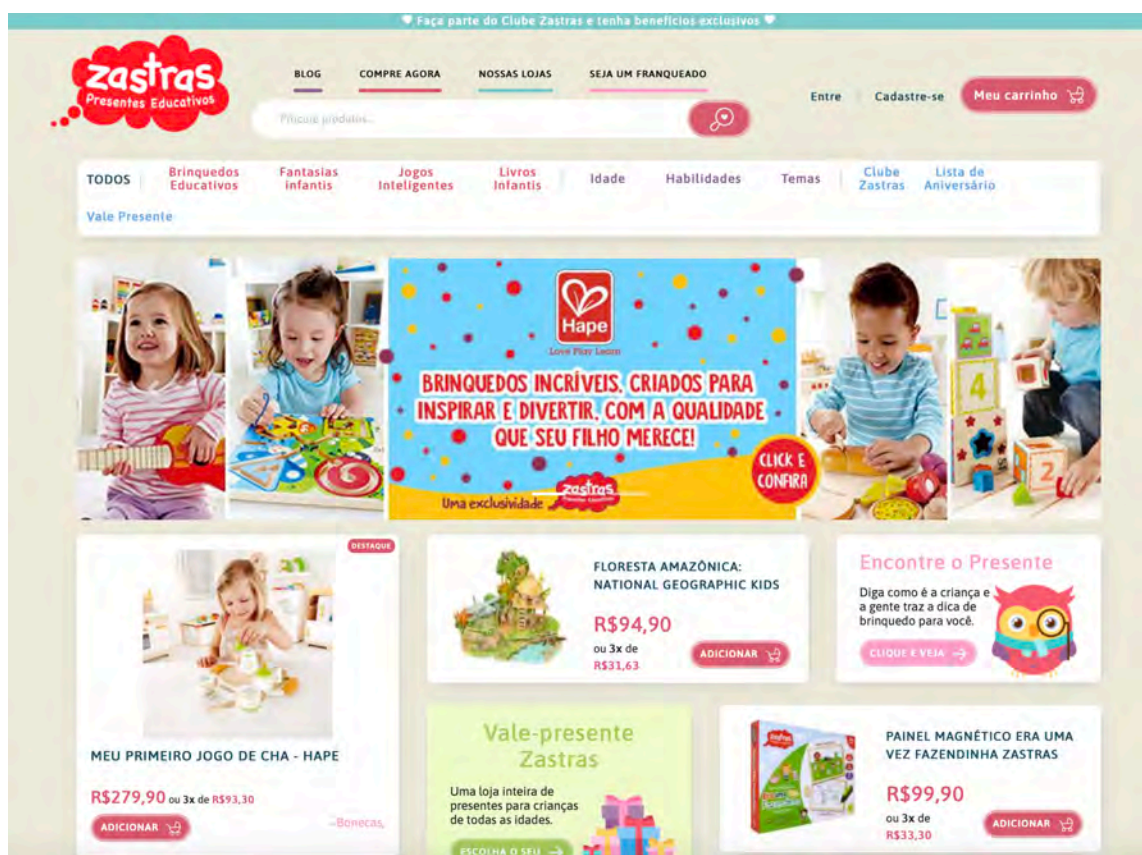 Faça parte do Clube Zastras e tenha benefícios exclusivos
zastras
Presentes Educativos
BLOG COMPRE AGORA NOSSAS LOJAS SEJA UM FRANQUEADO
Entre Cadastre-se Meu carrinho
Procurar produtos...
TODOS Brinquedos Educativos Fantasias infantis Jogos Inteligentes Livros Infantis Idade Habilidades Temas Clube Zastras Lista de Aniversário
Vale Presente
Hape
Love Play Learn
BRINQUEDOS INCRÍVEIS, CRIADOS PARA
INSPIRAR E DIVERTIR, COM A QUALIDADE
QUE SEU FILHO MERECE!
CLICK E
CONFIRA
Uma exclusividade zastras
4
2
DESTAQUE
MEU PRIMEIRO JOGO DE CHA - HAPE
R$279,90 ou 3x de R$93,30
ADICIONAR
–Bonecas,
FLORESTA AMAZÔNICA:
NATIONAL GEOGRAPHIC KIDS
R$94,90
ou 3x de
R$31,63
ADICIONAR
Encontre o Presente
Diga como é a criança e
a gente traz a dica de
brinquedo para você.
CLIQUE E VEJA
Vale-presente
Zastras
Uma loja inteira de
presentes para crianças
de todas as idades.
ESCOLHA O SEU
PAINEL MAGNÉTICO ERA UMA
VEZ FAZENDINHA ZASTRAS
R$99,90
ou 3x de
R$33,30
ADICIONAR